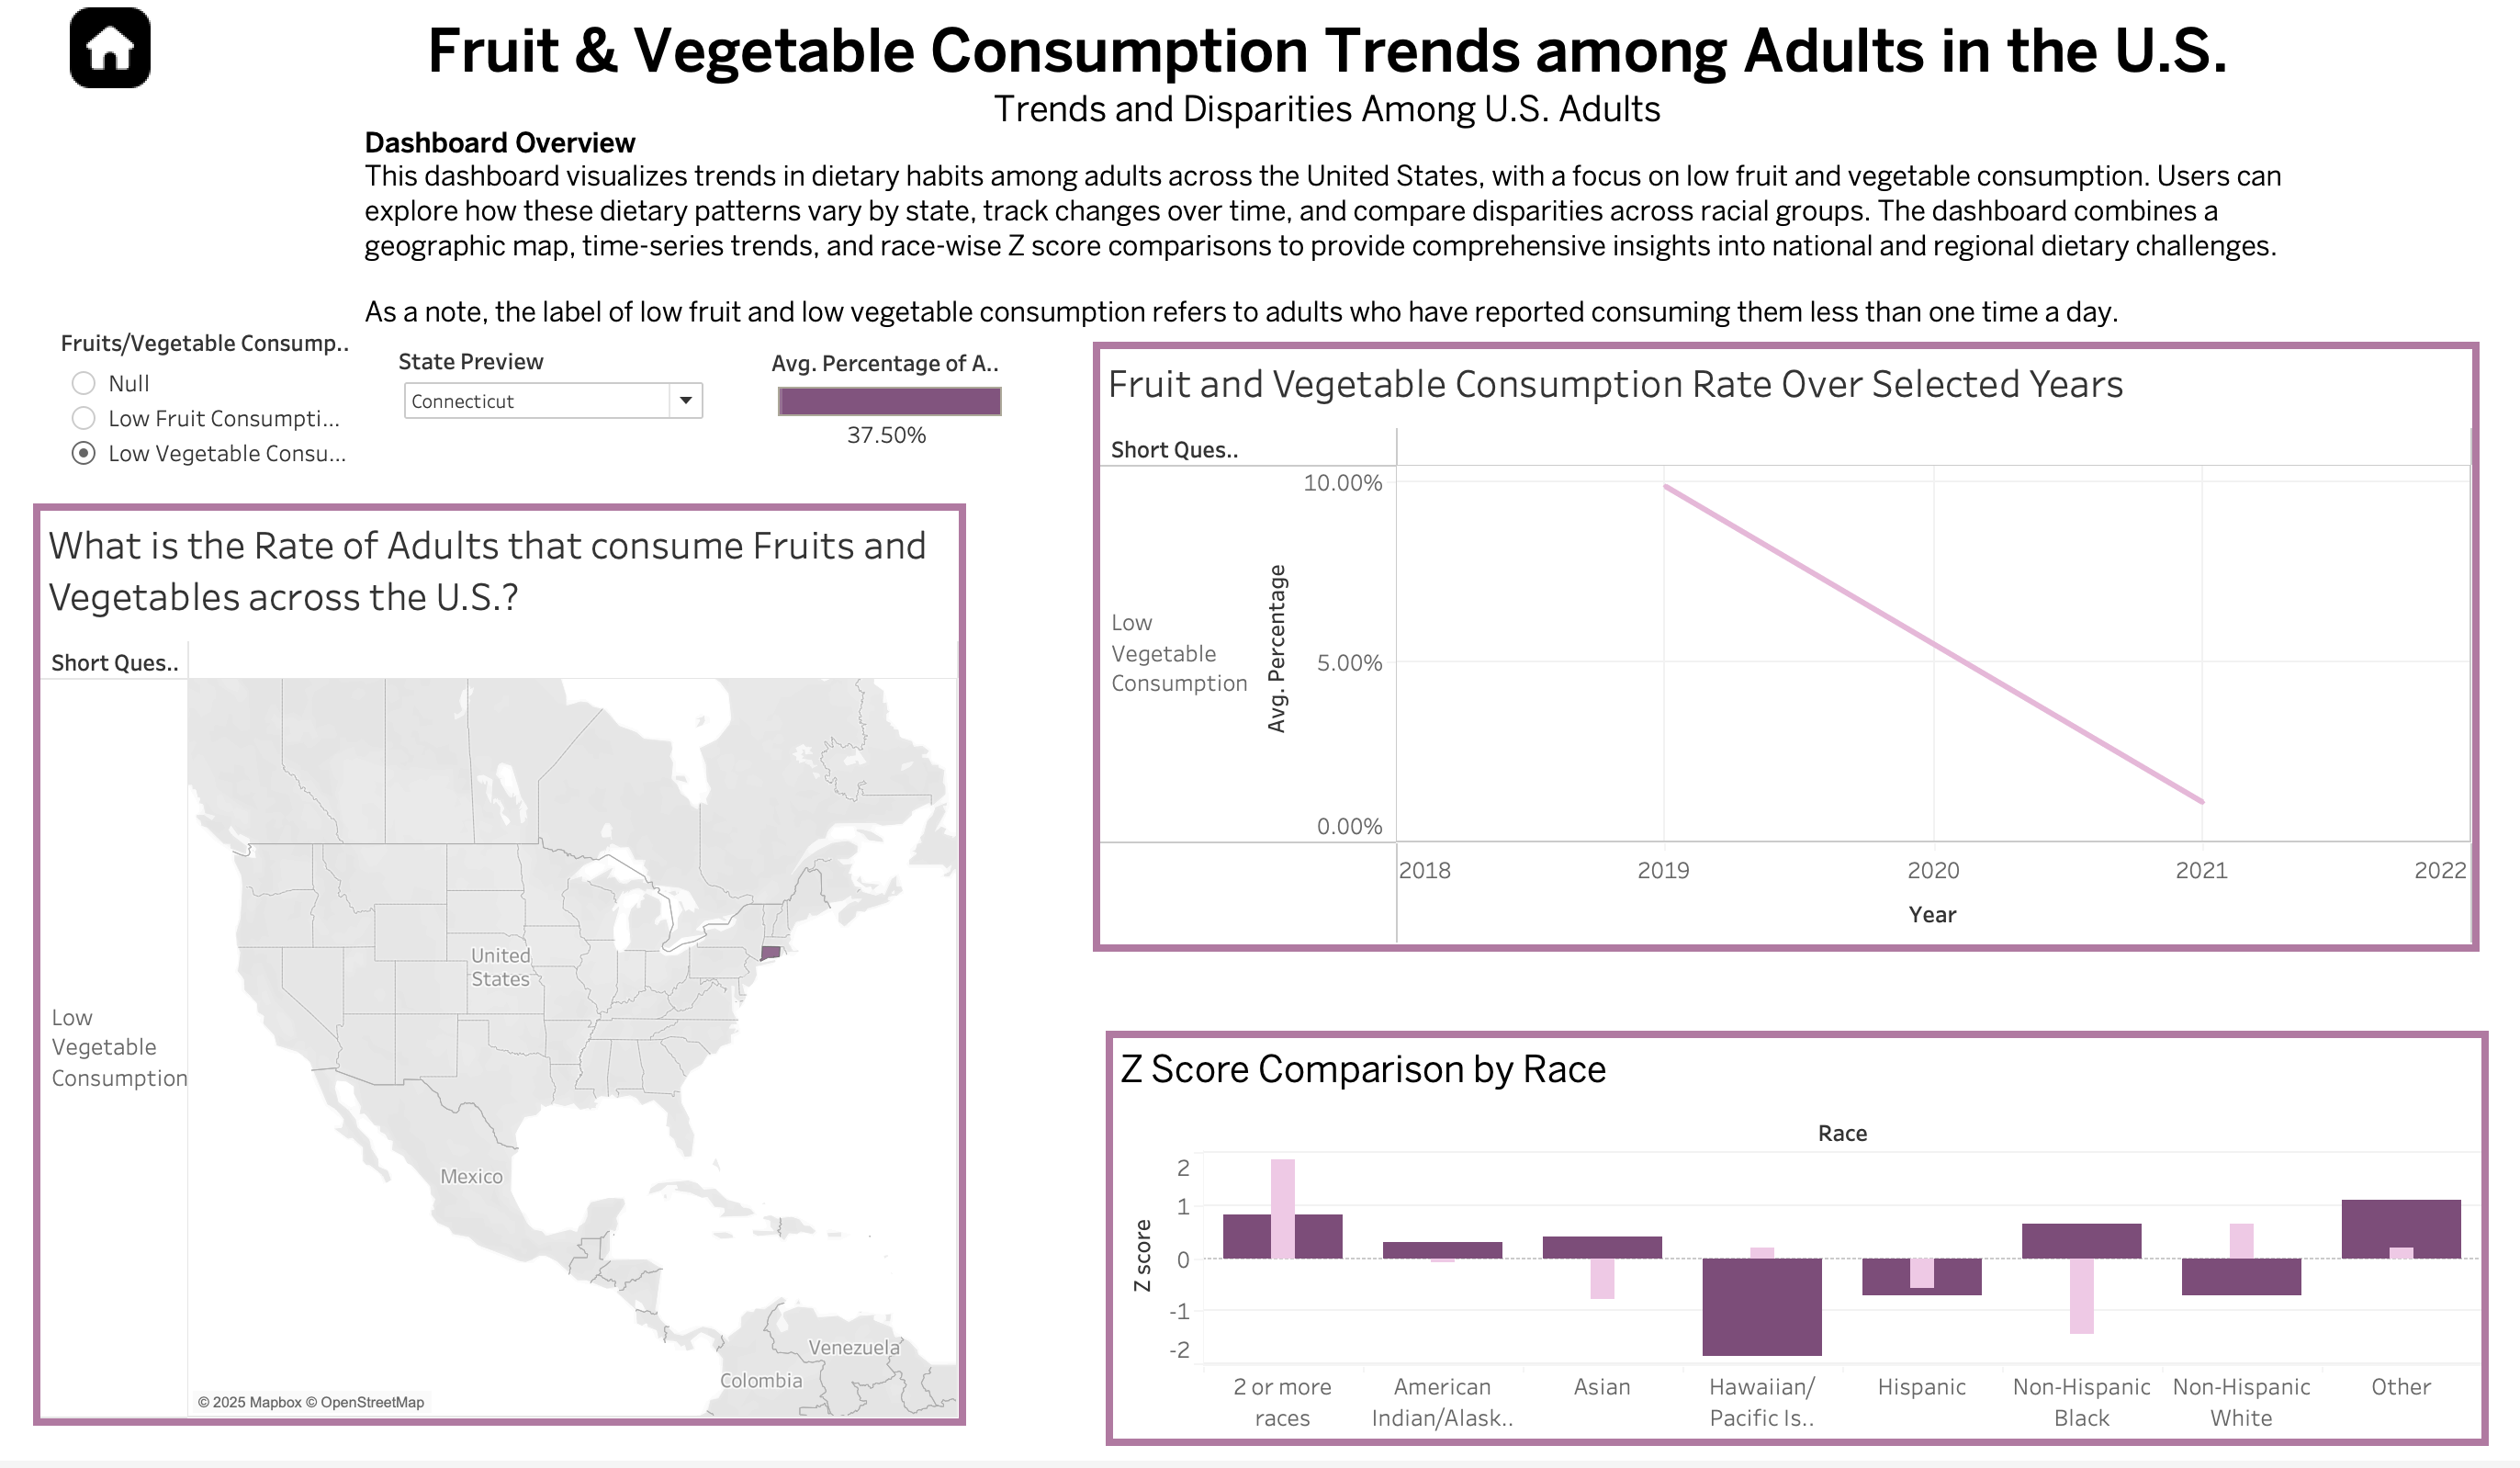 Fruit & Vegetable Consumption Trends among Adults in the U.S.
Trends and Disparities Among U.S. Adults
Dashboard Overview
This dashboard visualizes trends in dietary habits among adults across the United States, with a focus on low fruit and vegetable consumption. Users can
explore how these dietary patterns vary by state, track changes over time, and compare disparities across racial groups. The dashboard combines a
geographic map, time-series trends, and race-wise Z score comparisons to provide comprehensive insights into national and regional dietary challenges.
As a note, the label of low fruit and low vegetable consumption refers to adults who have reported consuming them less than one time a day.
Fruits/Vegetable Consump..
Null
Low Fruit Consumpti...
Low Vegetable Consu...
State Preview
Connecticut
Avg. Percentage of A..
37.50%
What is the Rate of Adults that consume Fruits and
Vegetables across the U.S.?
Short Ques..
Low
Vegetable
Consumption
United
States
Mexico
Venezuela
Colombia
© 2025 Mapbox © OpenStreetMap
Fruit and Vegetable Consumption Rate Over Selected Years
Short Ques..
Low
Vegetable
Consumption
Avg. Percentage
10.00%
5.00%
0.00%
2018 2019 2020 2021 2022
Year
Z Score Comparison by Race
Race
Z score
2
1
0
-1
-2
2 or more
races
American
Indian/Alask..
Asian
Hawaiian/
Pacific Is..
Hispanic
Non-Hispanic
Black
Non-Hispanic
White
Other